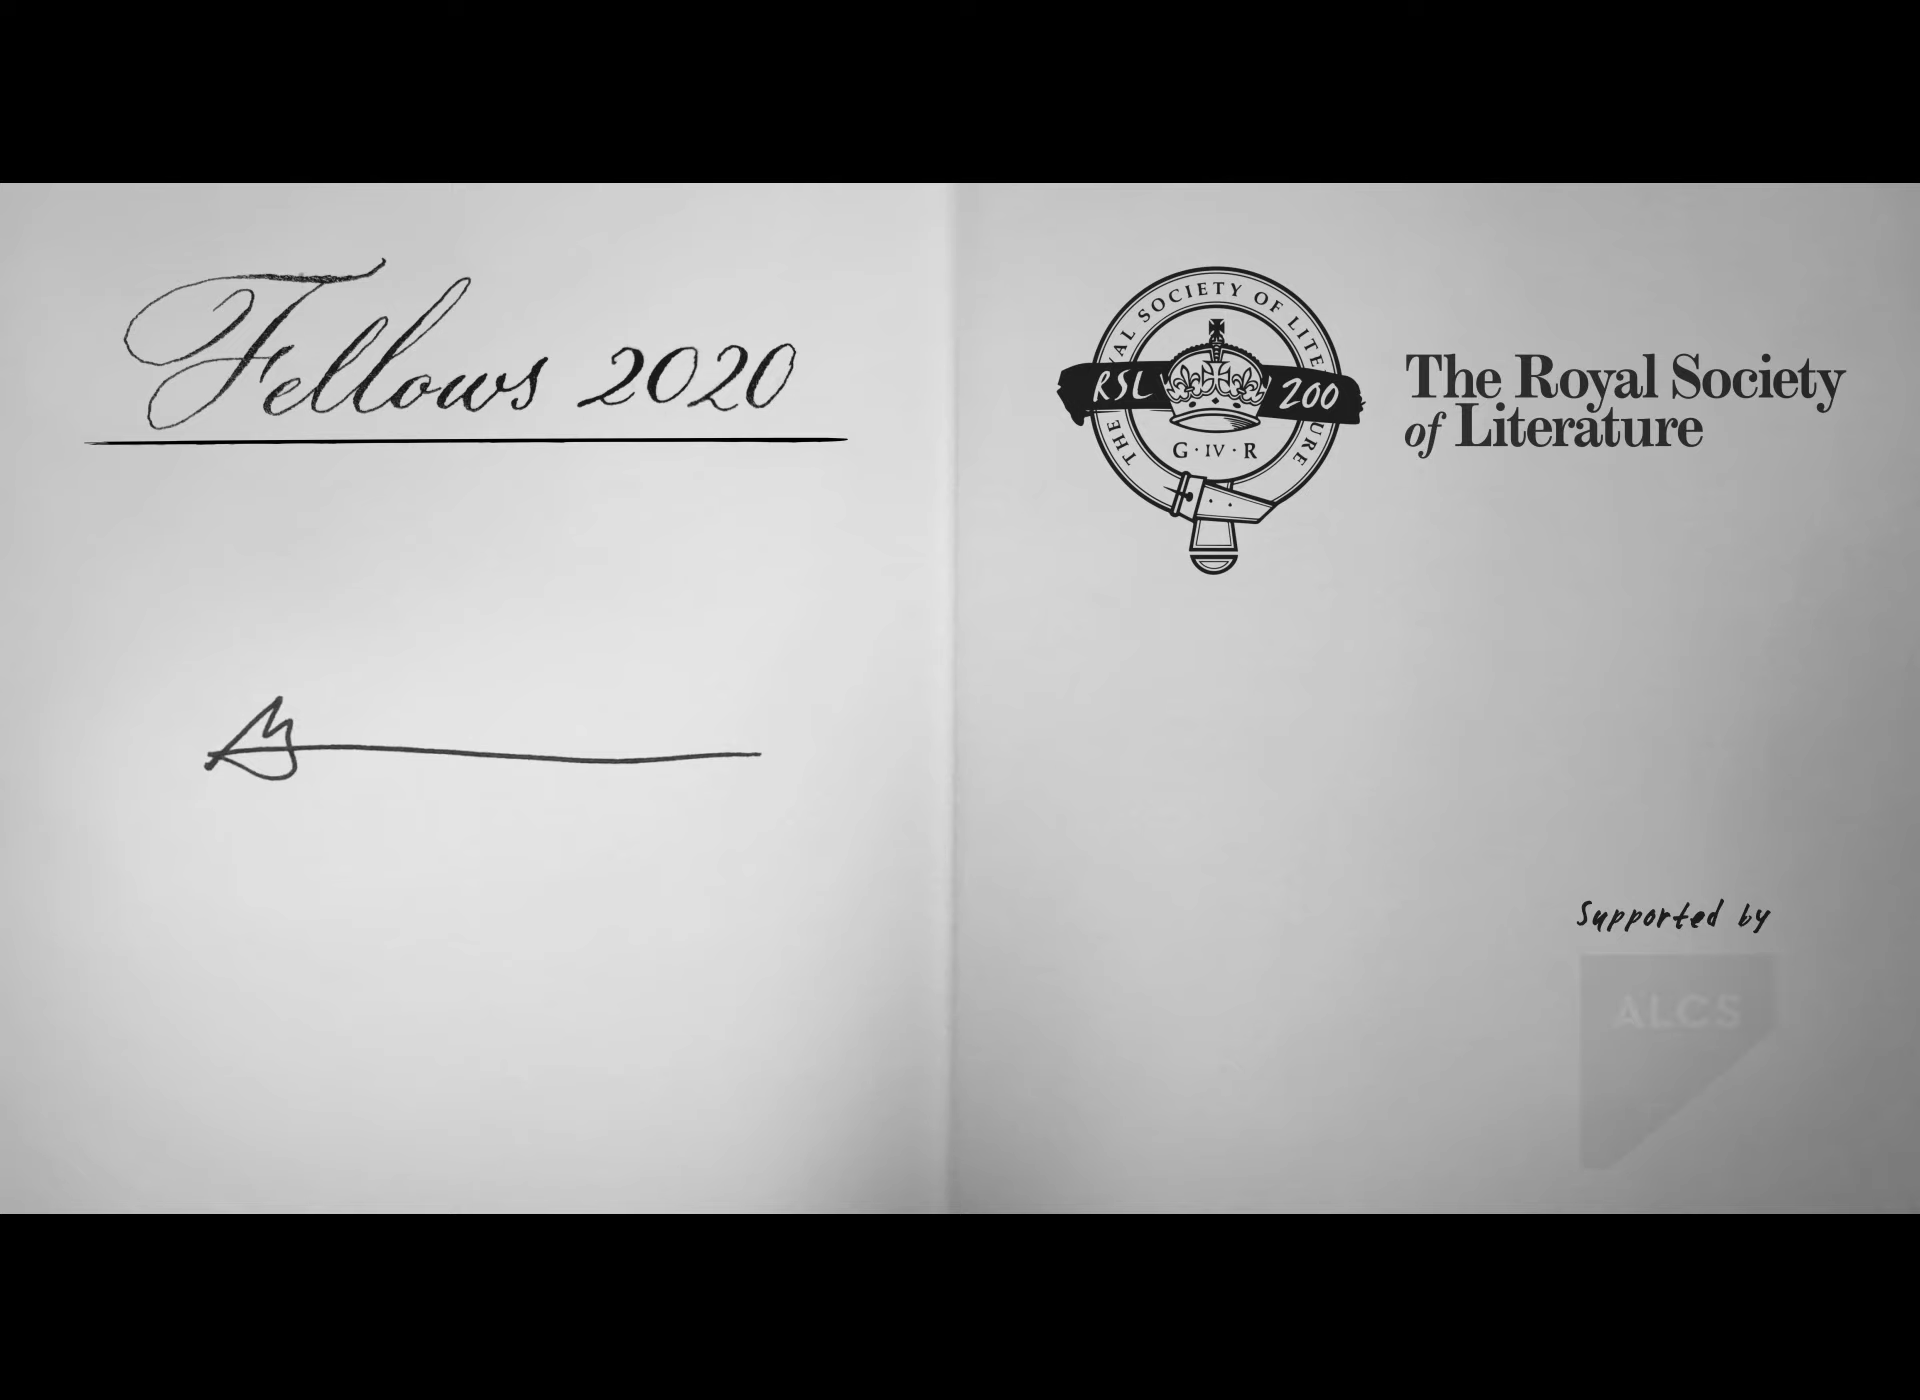 Fellows 2020
THE ROYAL SOCIETY OF LITERATURE
RSL 200
G · IV · R
The Royal Society
of Literature
Supported by
ALCS